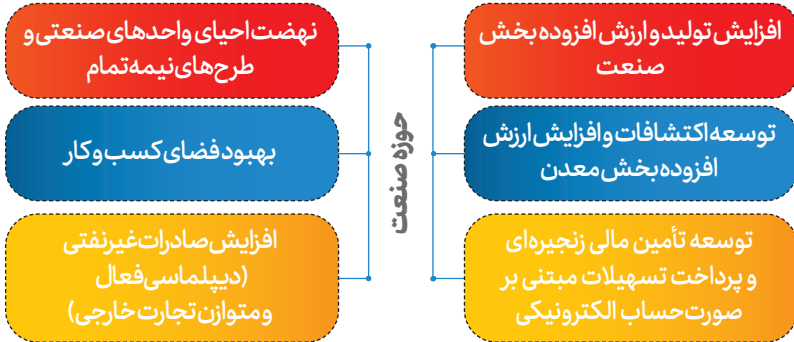 افزایش تولید و ارزش افزوده بخش
صنعت
توسعه اکتشافات و افزایش ارزش
افزوده بخش معدن
توسعه تأمین مالی زنجیره‌ای
و پرداخت تسهیلات مبتنی بر
صورت‌حساب الکترونیکی
حوزه صنعت
نهضت احیای واحدهای صنعتی و
طرح‌های نیمه‌تمام
بهبود فضای کسب‌وکار
افزایش صادرات غیرنفتی
(دیپلماسی فعال
و متوازن تجارت خارجی)